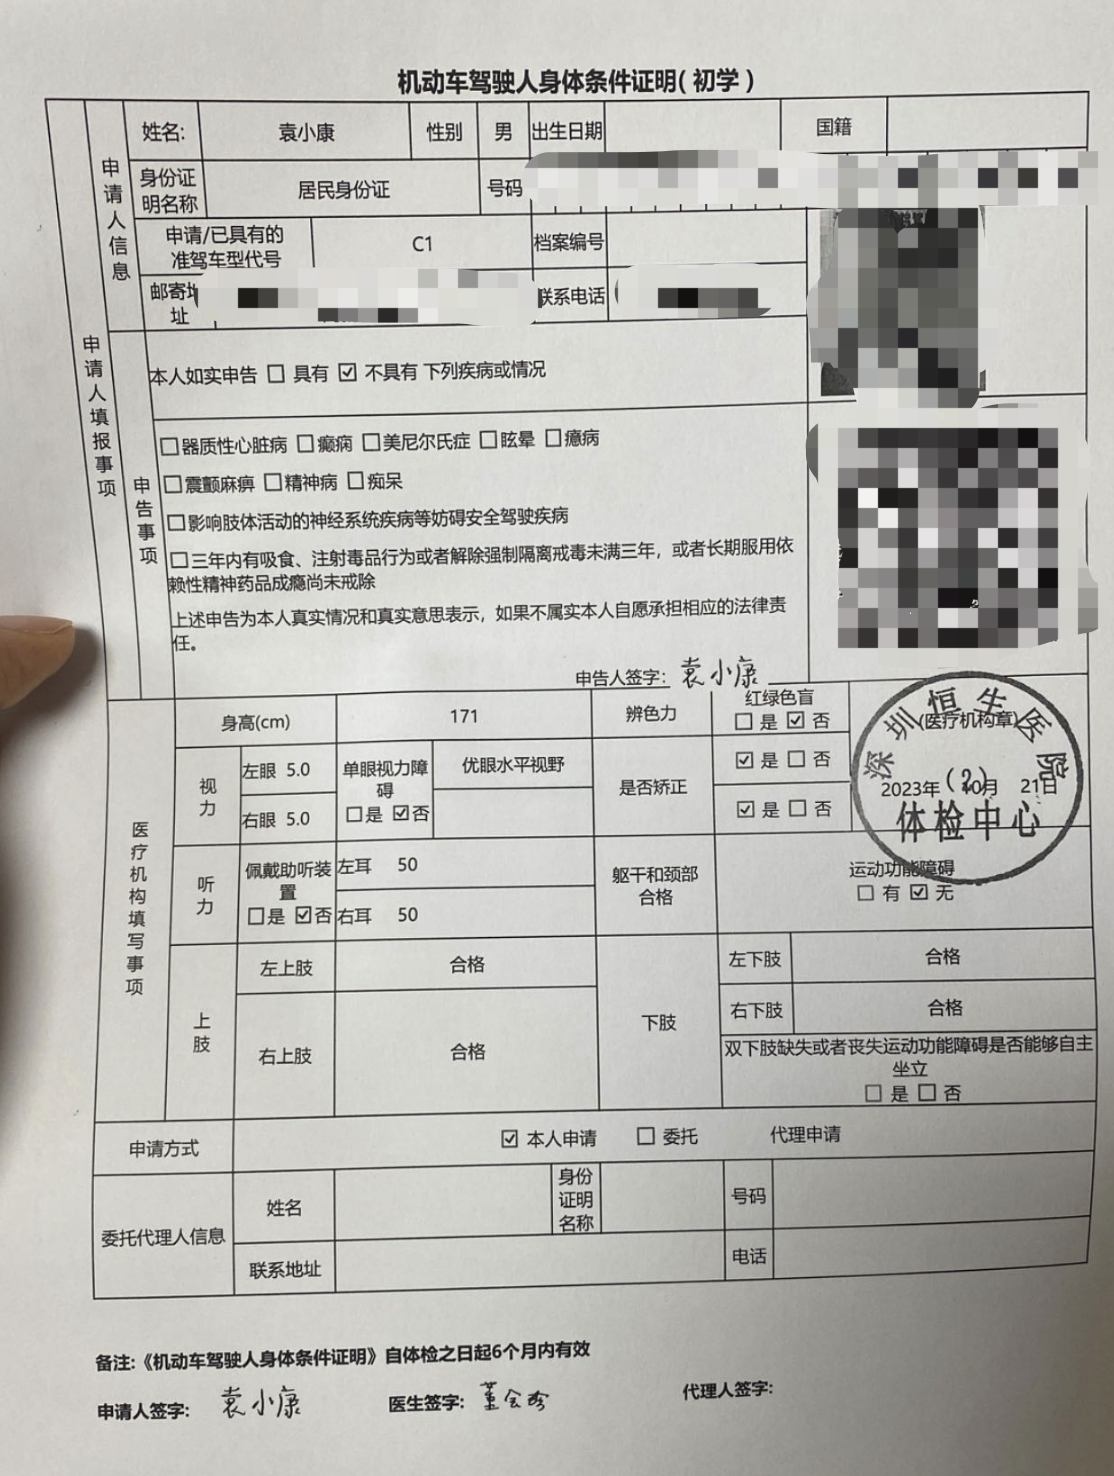 机动车驾驶人身体条件证明(初学)
申请人填报事项
申请人信息
姓名: 袁小康 性别 男 出生日期 国籍
身份证明名称 居民身份证 号码
申请/已具有的准驾车型代号 C1 档案编号
邮寄地址 联系电话
申告事项
本人如实申告 □ 具有 ☑ 不具有 下列疾病或情况
□器质性心脏病 □癫痫 □美尼尔氏症 □眩晕 □癔病
□震颤麻痹 □精神病 □痴呆
□影响肢体活动的神经系统疾病等妨碍安全驾驶疾病
□三年内有吸食、注射毒品行为或者解除强制隔离戒毒未满三年，或者长期服用依
赖性精神药品成瘾尚未戒除
上述申告为本人真实情况和真实意思表示，如果不属实本人自愿承担相应的法律责
任。
申告人签字: 袁小康
医疗机构填写事项
身高(cm) 171 辨色力 红绿色盲
□ 是 ☑ 否
(医疗机构章)
深圳恒生医院
2023年 10月 21日
(2)
体检中心
视力 左眼 5.0 单眼视力障碍 优眼水平视野 是否矫正 ☑ 是 □ 否
右眼 5.0 □是 ☑否 ☑ 是 □ 否
听力 佩戴助听装置 左耳 50 躯干和颈部合格 运动功能障碍
□是 ☑否 右耳 50 □ 有 ☑ 无
上肢 左上肢 合格 下肢 左下肢 合格
右上肢 合格 右下肢 合格
双下肢缺失或者丧失运动功能障碍是否能够自主
坐立
□ 是 □ 否
申请方式 ☑ 本人申请 □ 委托 代理申请
委托代理人信息 姓名 身份证明名称 号码
联系地址 电话
备注:《机动车驾驶人身体条件证明》自体检之日起6个月内有效
申请人签字: 袁小康 医生签字: 代理人签字: